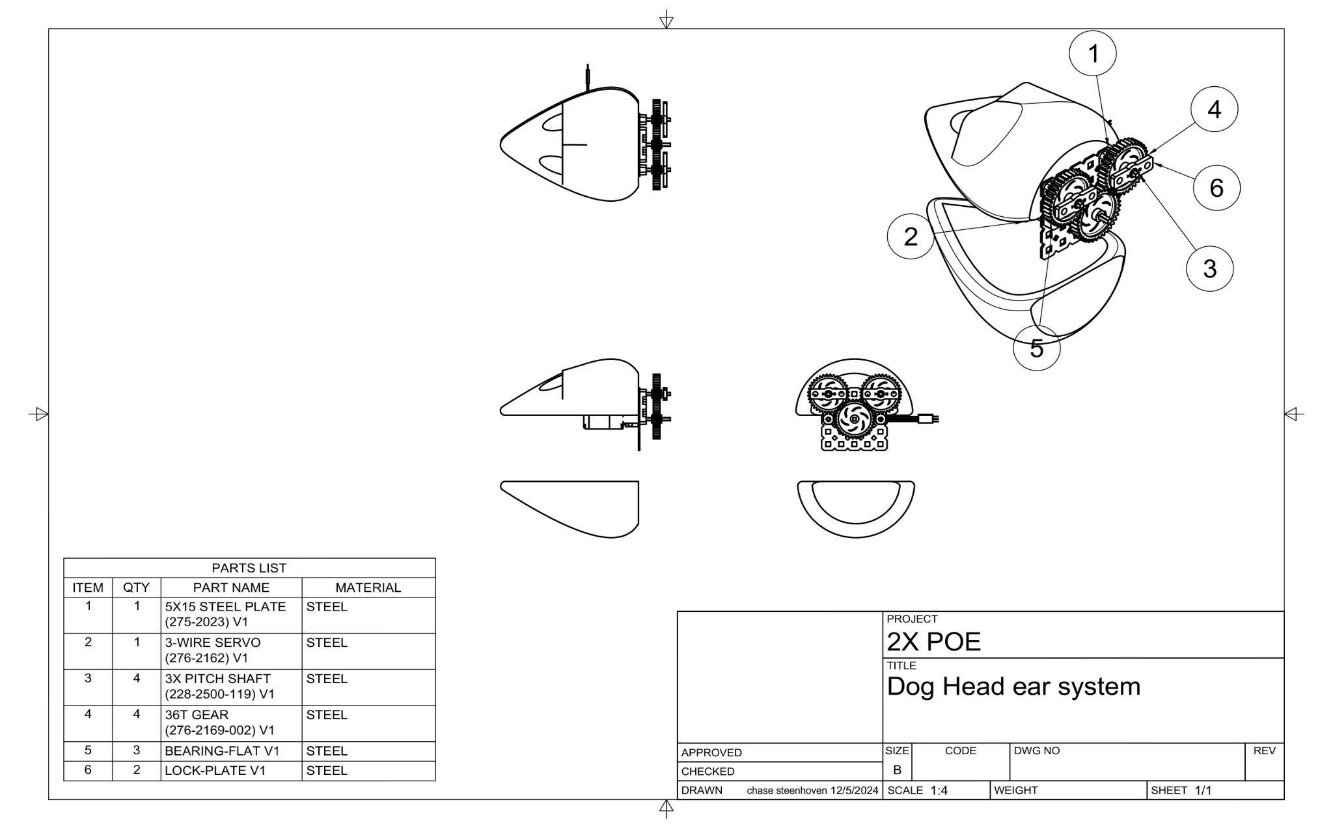 1
4
6
2
3
5
PARTS LIST
ITEM QTY PART NAME MATERIAL
1 1 5X15 STEEL PLATE STEEL
(275-2023) V1
2 1 3-WIRE SERVO STEEL
(276-2162) V1
3 4 3X PITCH SHAFT STEEL
(228-2500-119) V1
4 4 36T GEAR STEEL
(276-2169-002) V1
5 3 BEARING-FLAT V1 STEEL
6 2 LOCK-PLATE V1 STEEL
PROJECT
2X POE
TITLE
Dog Head ear system
APPROVED SIZE CODE DWG NO REV
CHECKED B
DRAWN chase steenhoven 12/5/2024 SCALE 1:4 WEIGHT SHEET 1/1